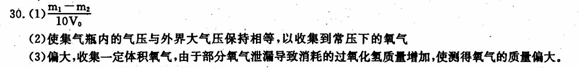 30.(1)\frac{m₁-m₂}{10V₀}
(2)使集气瓶内的气压与外界大气压保持相等,以收集到常压下的氧气
(3)偏大,收集一定体积氧气,由于部分氧气泄漏导致消耗的过氧化氢质量增加,使测得氧气的质量偏大。